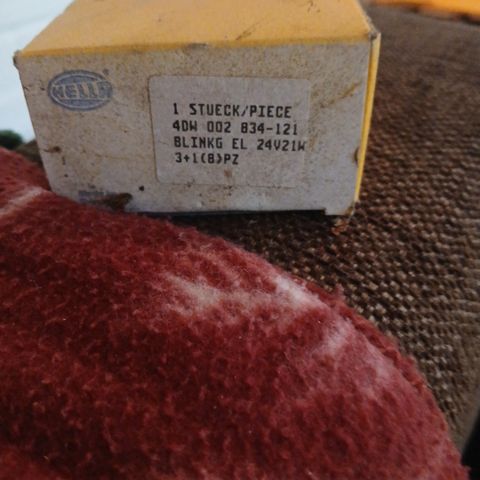 HELLA
1 STUECK/PIECE
4DW 002 834-121
BLINKG EL 24V21W
3+1(8)PZ